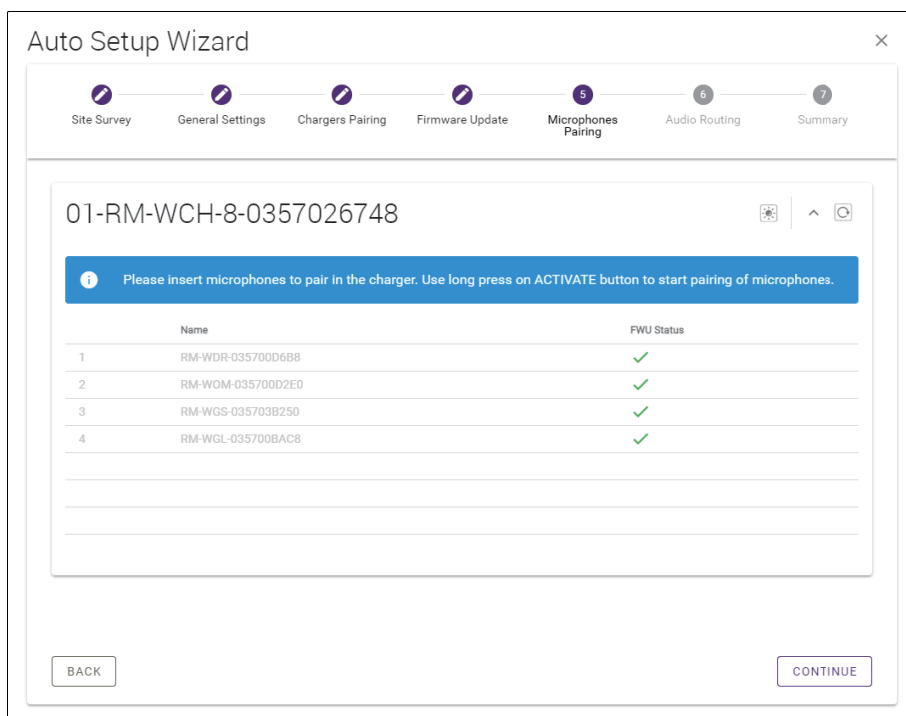 Auto Setup Wizard
Site Survey
General Settings
Chargers Pairing
Firmware Update
5
Microphones
Pairing
6
Audio Routing
7
Summary
01-RM-WCH-8-0357026748
Please insert microphones to pair in the charger. Use long press on ACTIVATE button to start pairing of microphones.
Name FWU Status
1 RM-WDR-035700D6B8
2 RM-WOM-035700D2E0
3 RM-WGS-035703B250
4 RM-WGL-035700BAC8
BACK CONTINUE